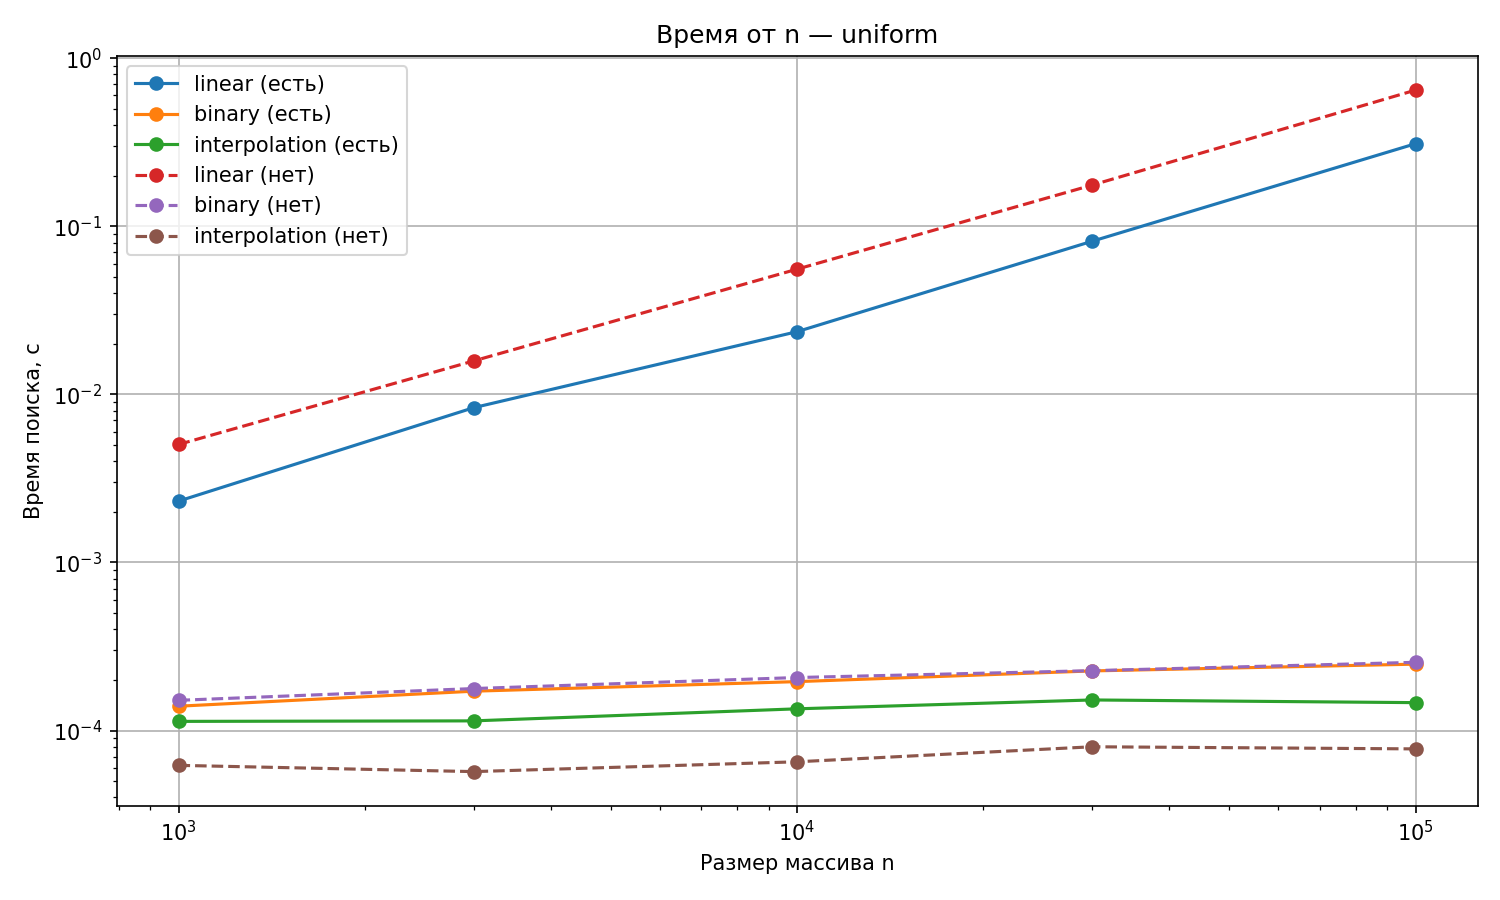 Время от n — uniform
linear (есть)
binary (есть)
interpolation (есть)
linear (нет)
binary (нет)
interpolation (нет)
10⁰
10⁻¹
10⁻²
10⁻³
10⁻⁴
Время поиска, с
10³
10⁴
10⁵
Размер массива n